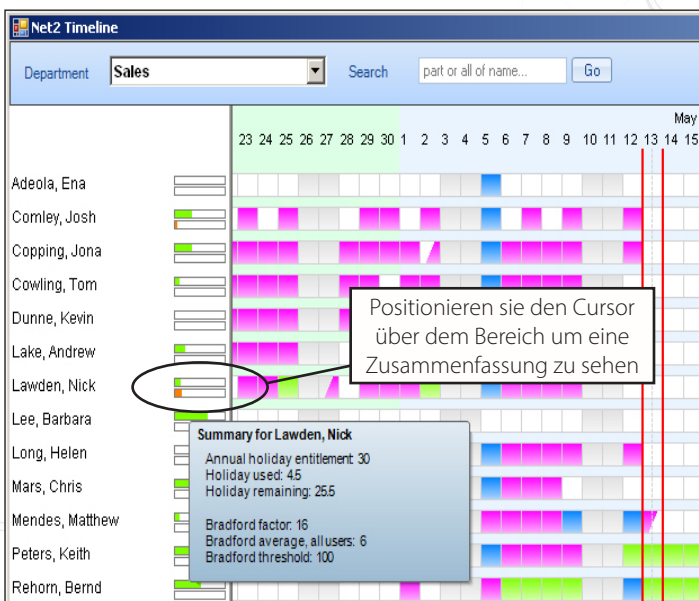 Net2 Timeline
Department Sales Search part or all of name... Go
May
23 24 25 26 27 28 29 30 1 2 3 4 5 6 7 8 9 10 11 12 13 14 15
Adeola, Ena
Comley, Josh
Copping, Jona
Cowling, Tom
Dunne, Kevin
Lake, Andrew
Lawden, Nick
Lee, Barbara
Long, Helen
Mars, Chris
Mendes, Matthew
Peters, Keith
Rehorn, Bernd
Positionieren sie den Cursor
über dem Bereich um eine
Zusammenfassung zu sehen
Summary for Lawden, Nick
Annual holiday entitlement: 30
Holiday used: 4.5
Holiday remaining: 25.5
Bradford factor: 16
Bradford average, all users: 6
Bradford threshold: 100